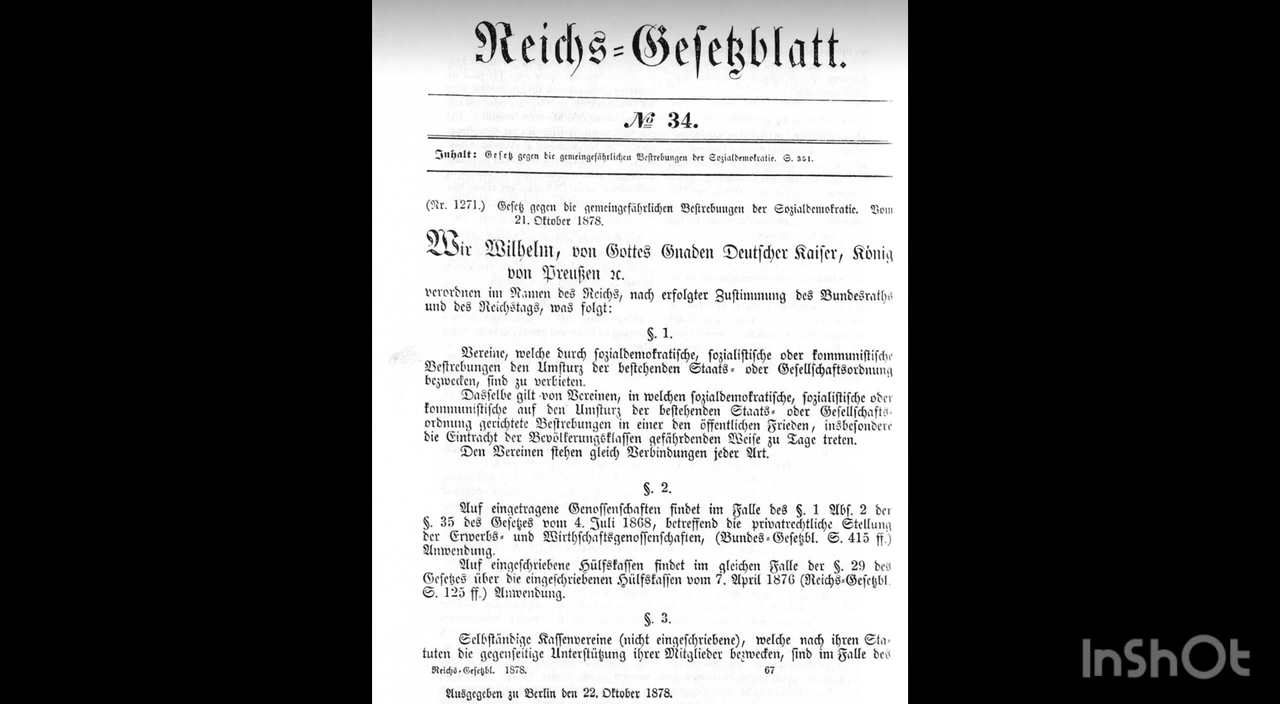 Reichs-Gesetzblatt.
№ 34.
Inhalt: Gesetz gegen die gemeingefährlichen Bestrebungen der Sozialdemokratie. S. 351.
(Nr. 1271.) Gesetz gegen die gemeingefährlichen Bestrebungen der Sozialdemokratie. Vom
21. Oktober 1878.
Wir Wilhelm, von Gottes Gnaden Deutscher Kaiser, König
von Preußen ꝛc.
verordnen im Namen des Reichs, nach erfolgter Zustimmung des Bundesraths
und des Reichstags, was folgt:
§. 1.
Vereine, welche durch sozialdemokratische, sozialistische oder kommunistische
Bestrebungen den Umsturz der bestehenden Staats- oder Gesellschaftsordnung
bezwecken, sind zu verbieten.
Dasselbe gilt von Vereinen, in welchen sozialdemokratische, sozialistische oder
kommunistische auf den Umsturz der bestehenden Staats- oder Gesellschafts-
ordnung gerichtete Bestrebungen in einer den öffentlichen Frieden, insbesondere
die Eintracht der Bevölkerungsklassen gefährdenden Weise zu Tage treten.
Den Vereinen stehen gleich Verbindungen jeder Art.
§. 2.
Auf eingetragene Genossenschaften findet im Falle des §. 1 Abs. 2 der
§. 35 des Gesetzes vom 4. Juli 1868, betreffend die privatrechtliche Stellung
der Erwerbs- und Wirthschaftsgenossenschaften, (Bundes-Gesetzbl. S. 415 ff.)
Anwendung.
Auf eingeschriebene Hülfskassen findet im gleichen Falle der §. 29 des
Gesetzes über die eingeschriebenen Hülfskassen vom 7. April 1876 (Reichs-Gesetzbl.
S. 125 ff.) Anwendung.
§. 3.
Selbständige Kassenvereine (nicht eingeschriebene), welche nach ihren Sta-
tuten die gegenseitige Unterstützung ihrer Mitglieder bezwecken, sind im Falle des
Reichs-Gesetzbl. 1878. 67
Ausgegeben zu Berlin den 22. Oktober 1878.
InShOt